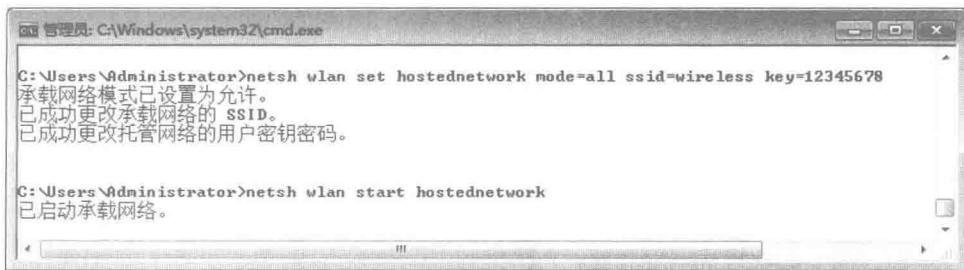 管理员: C:\Windows\system32\cmd.exe
C:\Users\Administrator>netsh wlan set hostednetwork mode=all ssid=wireless key=12345678
承载网络模式已设置为允许。
已成功更改承载网络的 SSID。
已成功更改托管网络的用户密钥密码。
C:\Users\Administrator>netsh wlan start hostednetwork
已启动承载网络。